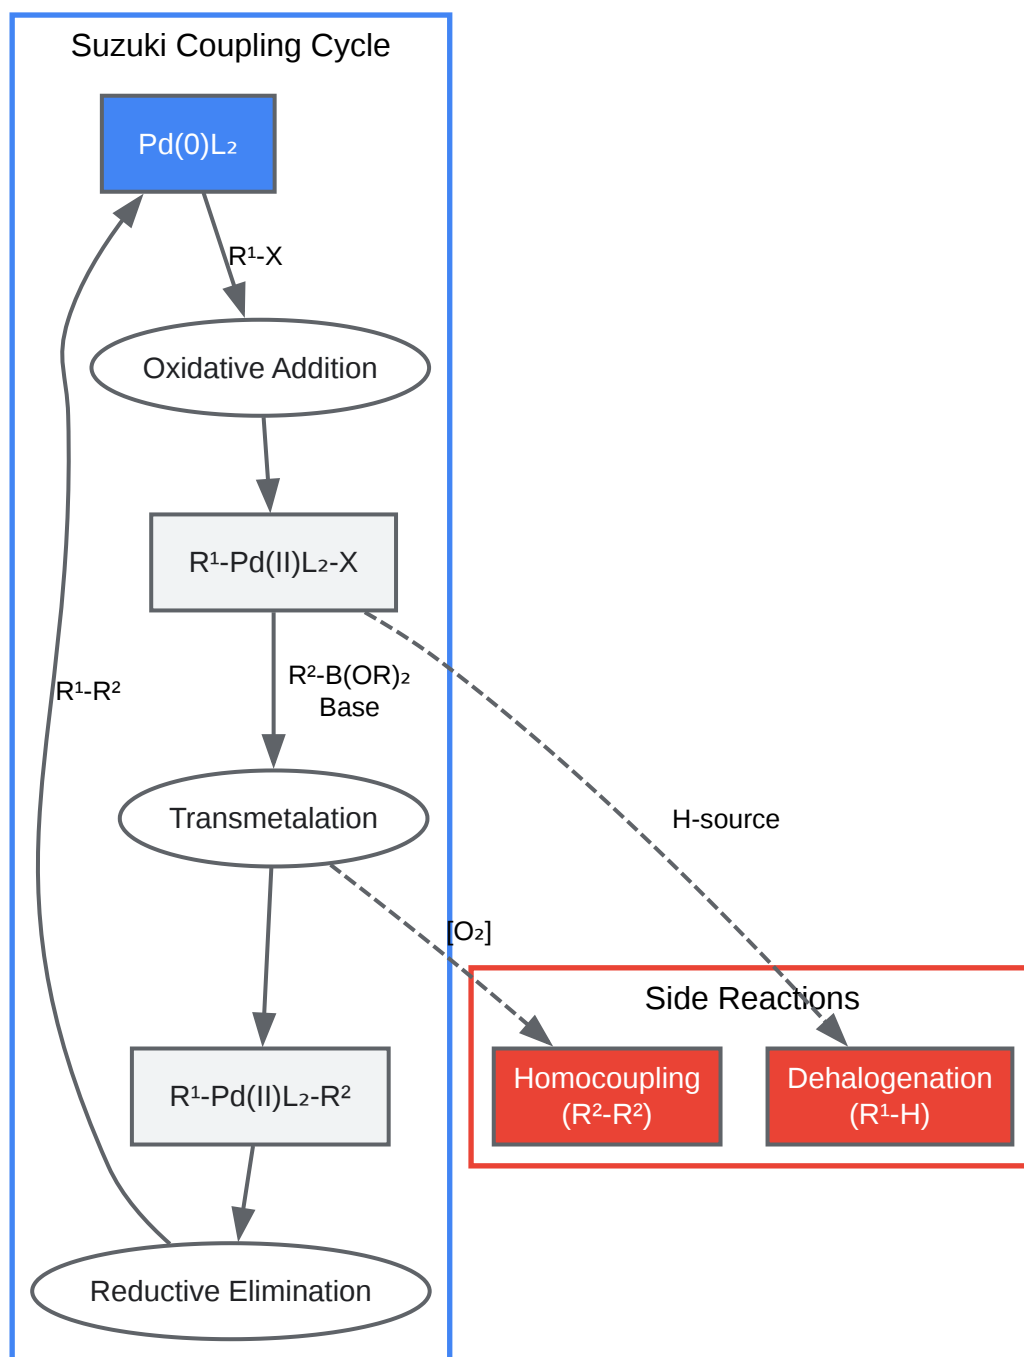 Suzuki Coupling Cycle
Pd(0)L₂
R¹-X
Oxidative Addition
R¹-Pd(II)L₂-X
R²-B(OR)₂
Base
R¹-R²
Transmetalation
H-source
[O₂]
Side Reactions
R¹-Pd(II)L₂-R²
Homocoupling
(R²-R²)
Dehalogenation
(R¹-H)
Reductive Elimination